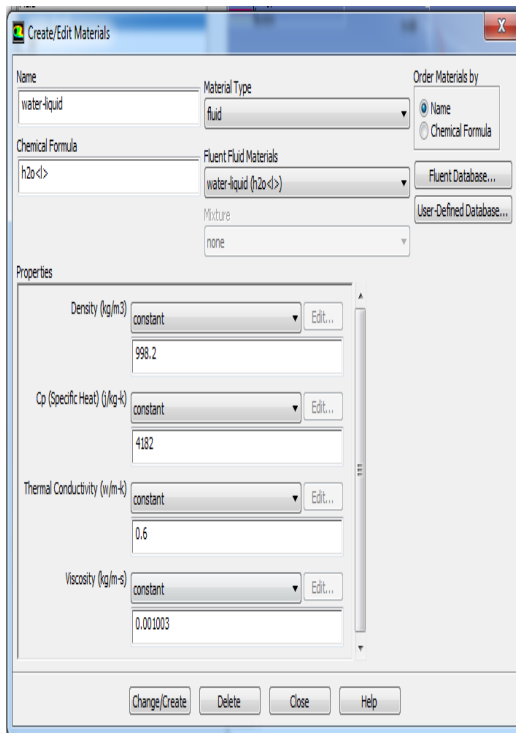 Create/Edit Materials
X
Name
water-liquid
Material Type
fluid
Order Materials by
Name
Chemical Formula
Chemical Formula
h2o<l>
Fluent Fluid Materials
water-liquid (h2o<l>)
Fluent Database...
User-Defined Database...
Mixture
none
Properties
Density (kg/m3)
constant
Edit...
998.2
Cp (Specific Heat) (j/kg-k)
constant
Edit...
4182
Thermal Conductivity (w/m-k)
constant
Edit...
0.6
Viscosity (kg/m-s)
constant
Edit...
0.001003
Change/Create
Delete
Close
Help